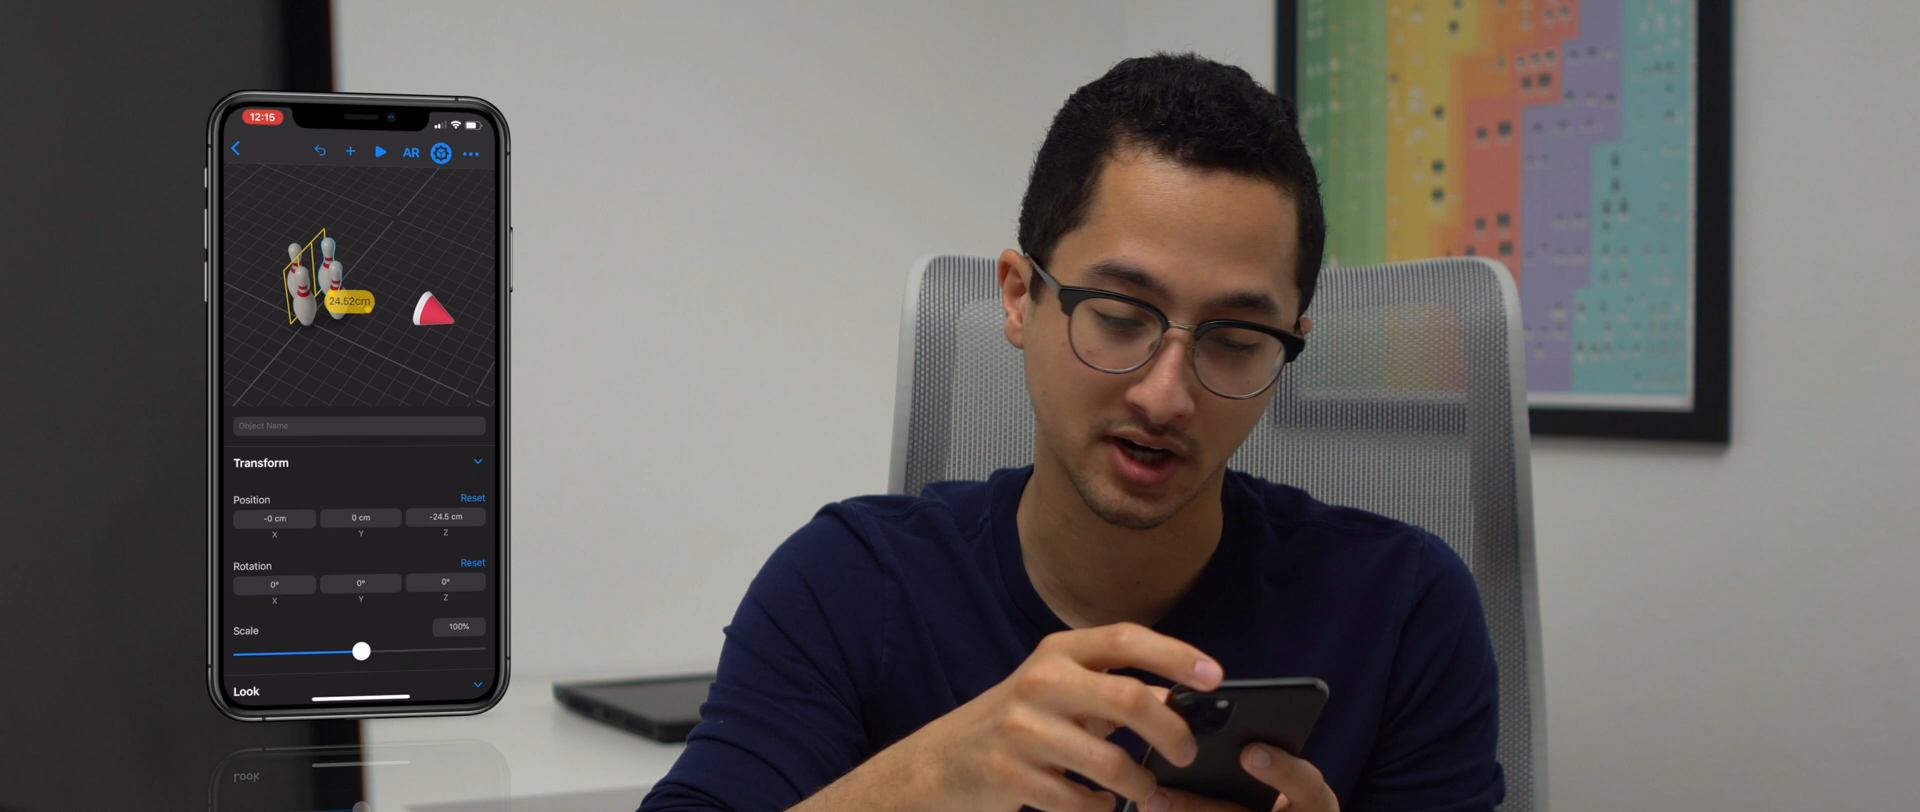 12:15
AR
24.52cm
Object Name
Transform
Position
Reset
-0 cm
0 cm
-24.5 cm
X
Y
Z
Rotation
Reset
0°
0°
0°
X
Y
Z
Scale
100%
Look
Look